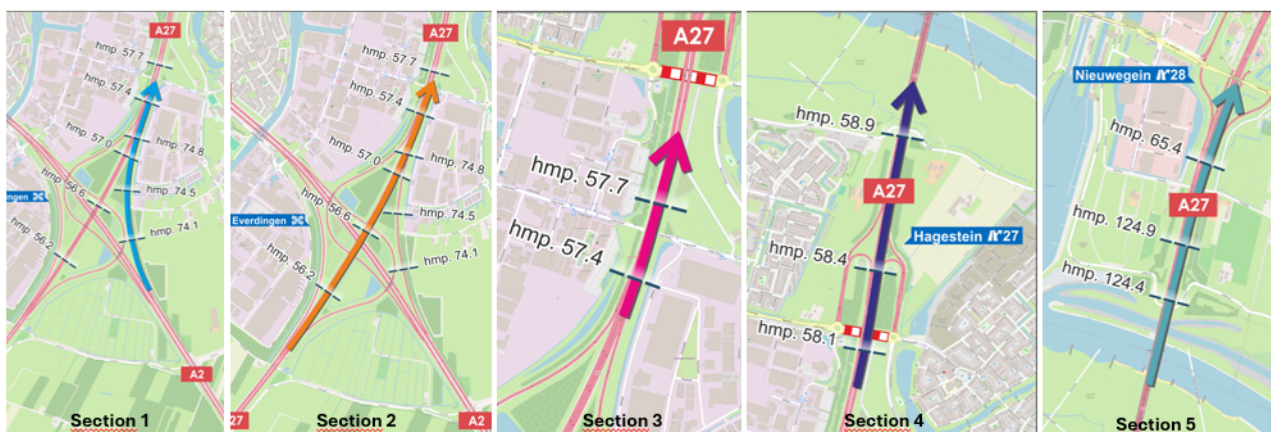 A27
hmp. 57.7
hmp. 57.4
hmp. 57.0
hmp. 74.8
hmp. 56.6
hmp. 74.5
ingen
hmp. 74.1
hmp. 56.2
A2
Section 1
A27
hmp. 57.7
hmp. 57.4
hmp. 57.0
hmp. 74.8
hmp. 56.6
hmp. 74.5
Everdingen
hmp. 74.1
hmp. 56.2
27
A2
Section 2
A27
hmp. 57.7
hmp. 57.4
Section 3
hmp. 58.9
A27
Hagestein 27
hmp. 58.4
hmp. 58.1
Section 4
Nieuwegein 28
hmp. 65.4
A27
hmp. 124.9
hmp. 124.4
Section 5